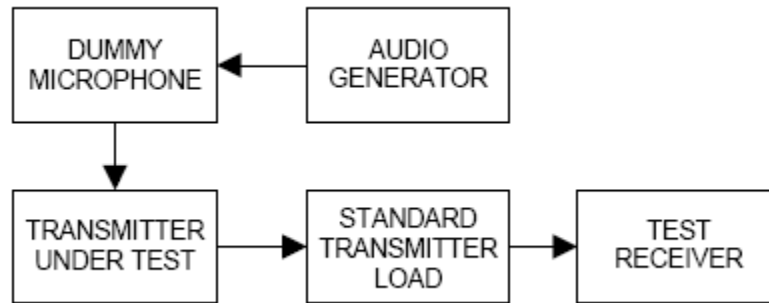 DUMMY
MICROPHONE
AUDIO
GENERATOR
TRANSMITTER
UNDER TEST
STANDARD
TRANSMITTER
LOAD
TEST
RECEIVER